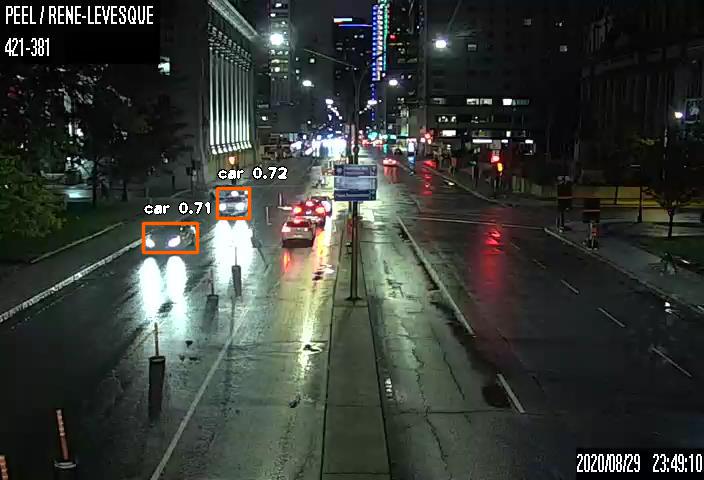 PEEL / RENE-LEVESQUE
421-381
car 0.72
car 0.71
2020/08/29 23:49:10